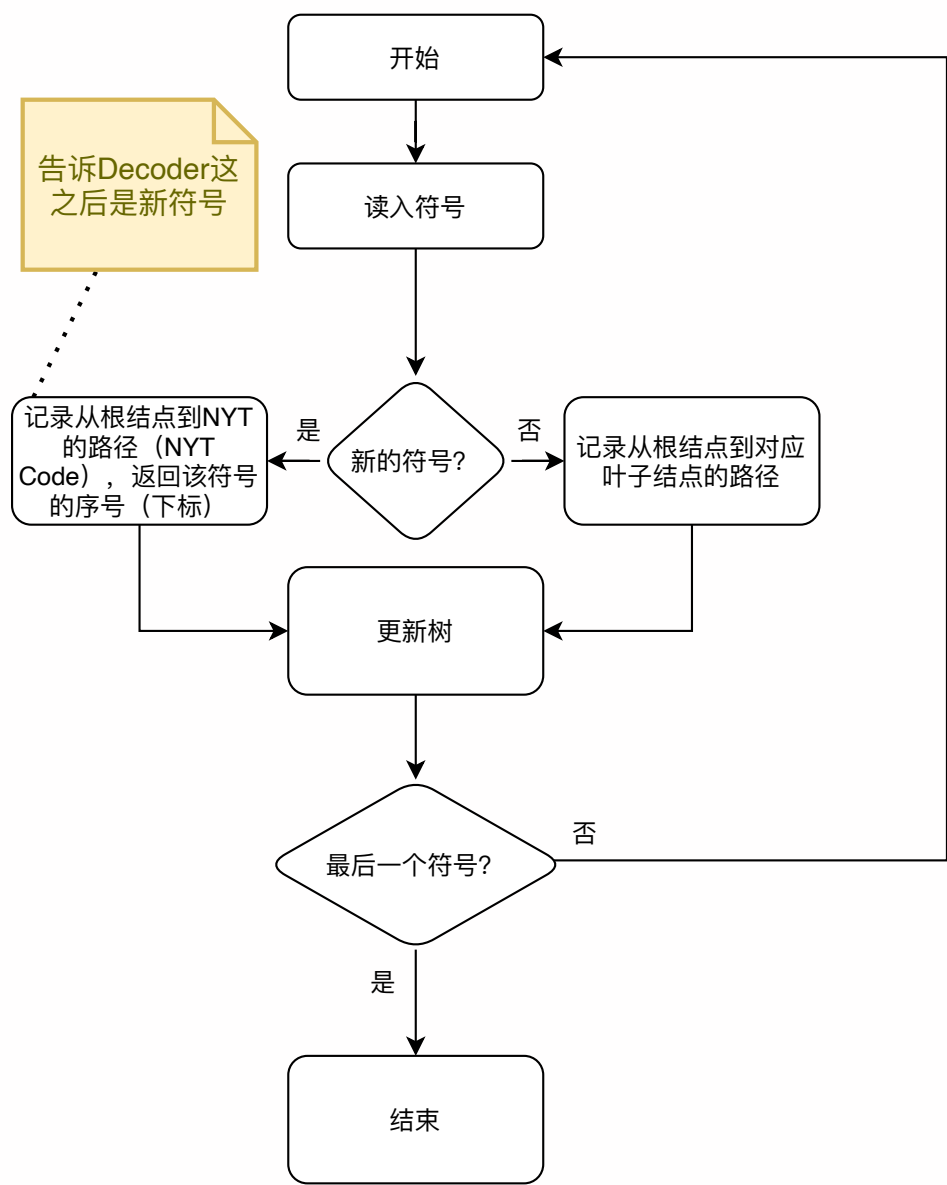 开始
告诉Decoder这
之后是新符号
读入符号
记录从根结点到NYT
的路径（NYT
Code），返回该符号
的序号（下标）
是
新的符号？
否
记录从根结点到对应
叶子结点的路径
更新树
最后一个符号？
否
是
结束